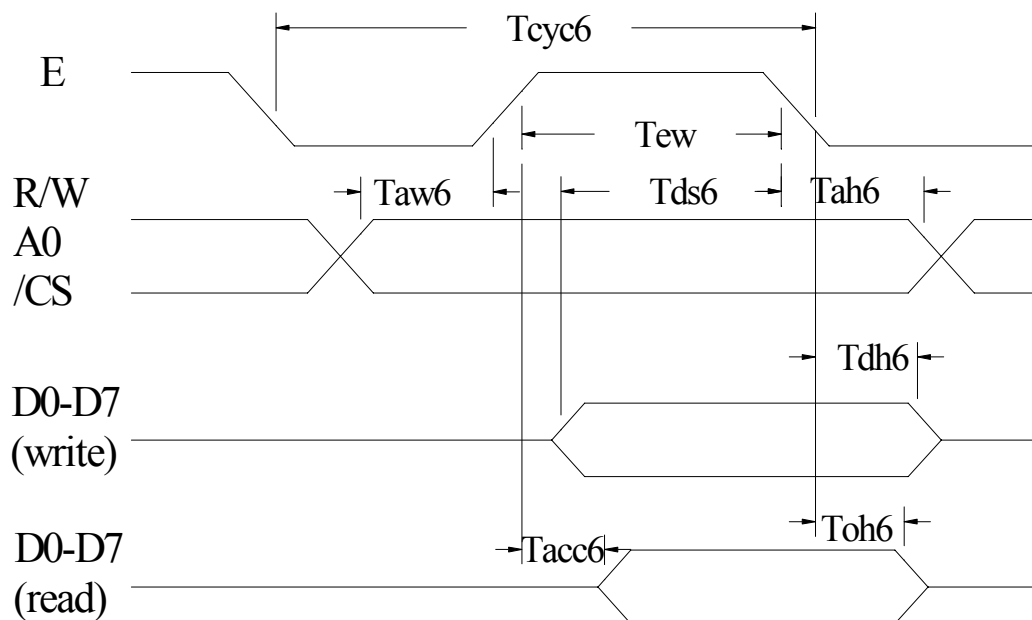 Tcyc6
E
Tew
R/W
Taw6
Tds6
Tah6
A0
/CS
Tdh6
D0-D7
(write)
Toh6
D0-D7
Tacc6
(read)